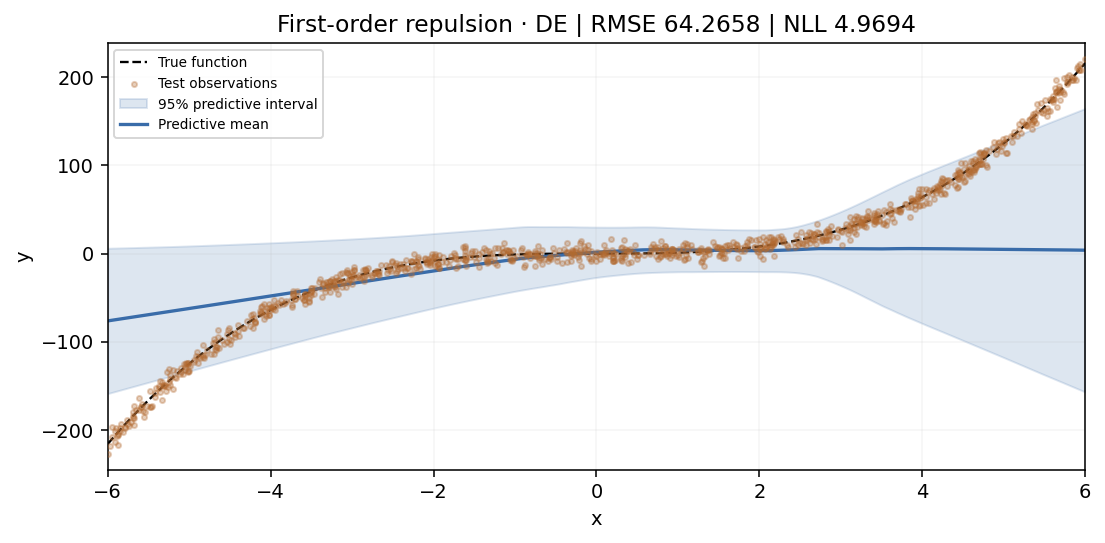 First-order repulsion · DE | RMSE 64.2658 | NLL 4.9694
True function
Test observations
95% predictive interval
Predictive mean
y
200
100
0
−100
−200
−6
−4
−2
0
2
4
6
x